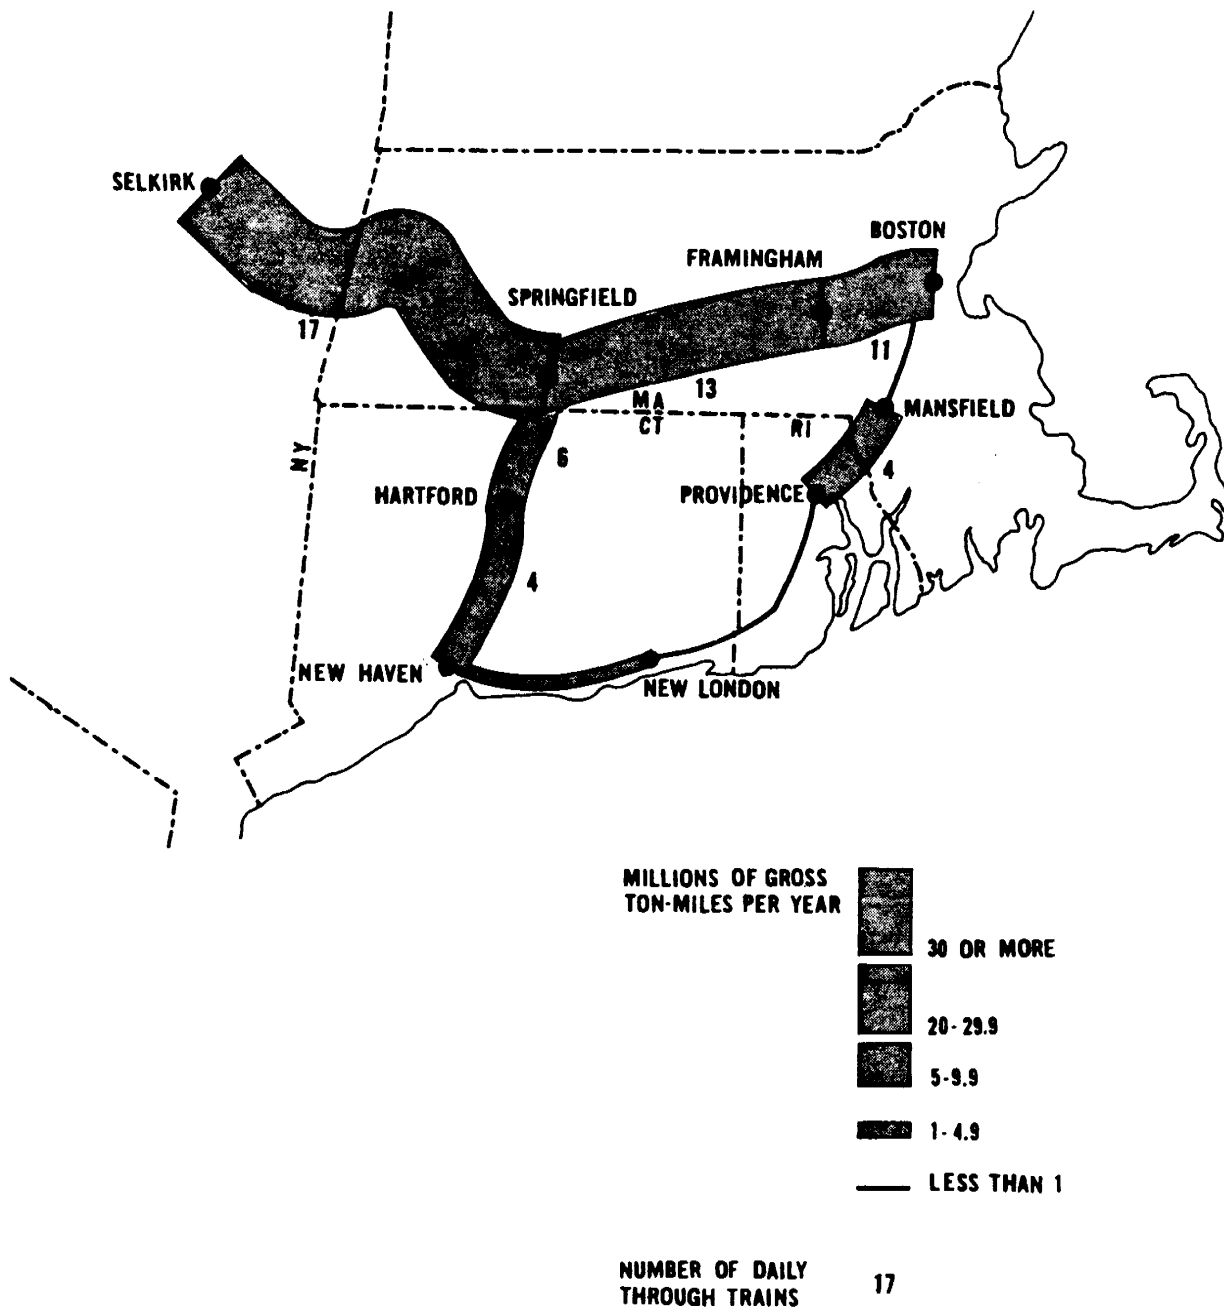 SELKIRK
BOSTON
FRAMINGHAM
SPRINGFIELD
17
11
13
MA
CT
RI
MANSFIELD
NY
6
4
HARTFORD
PROVIDENCE
4
NEW HAVEN
NEW LONDON
MILLIONS OF GROSS
TON-MILES PER YEAR
30 OR MORE
20-29.9
5-9.9
1-4.9
LESS THAN 1
NUMBER OF DAILY
THROUGH TRAINS
17